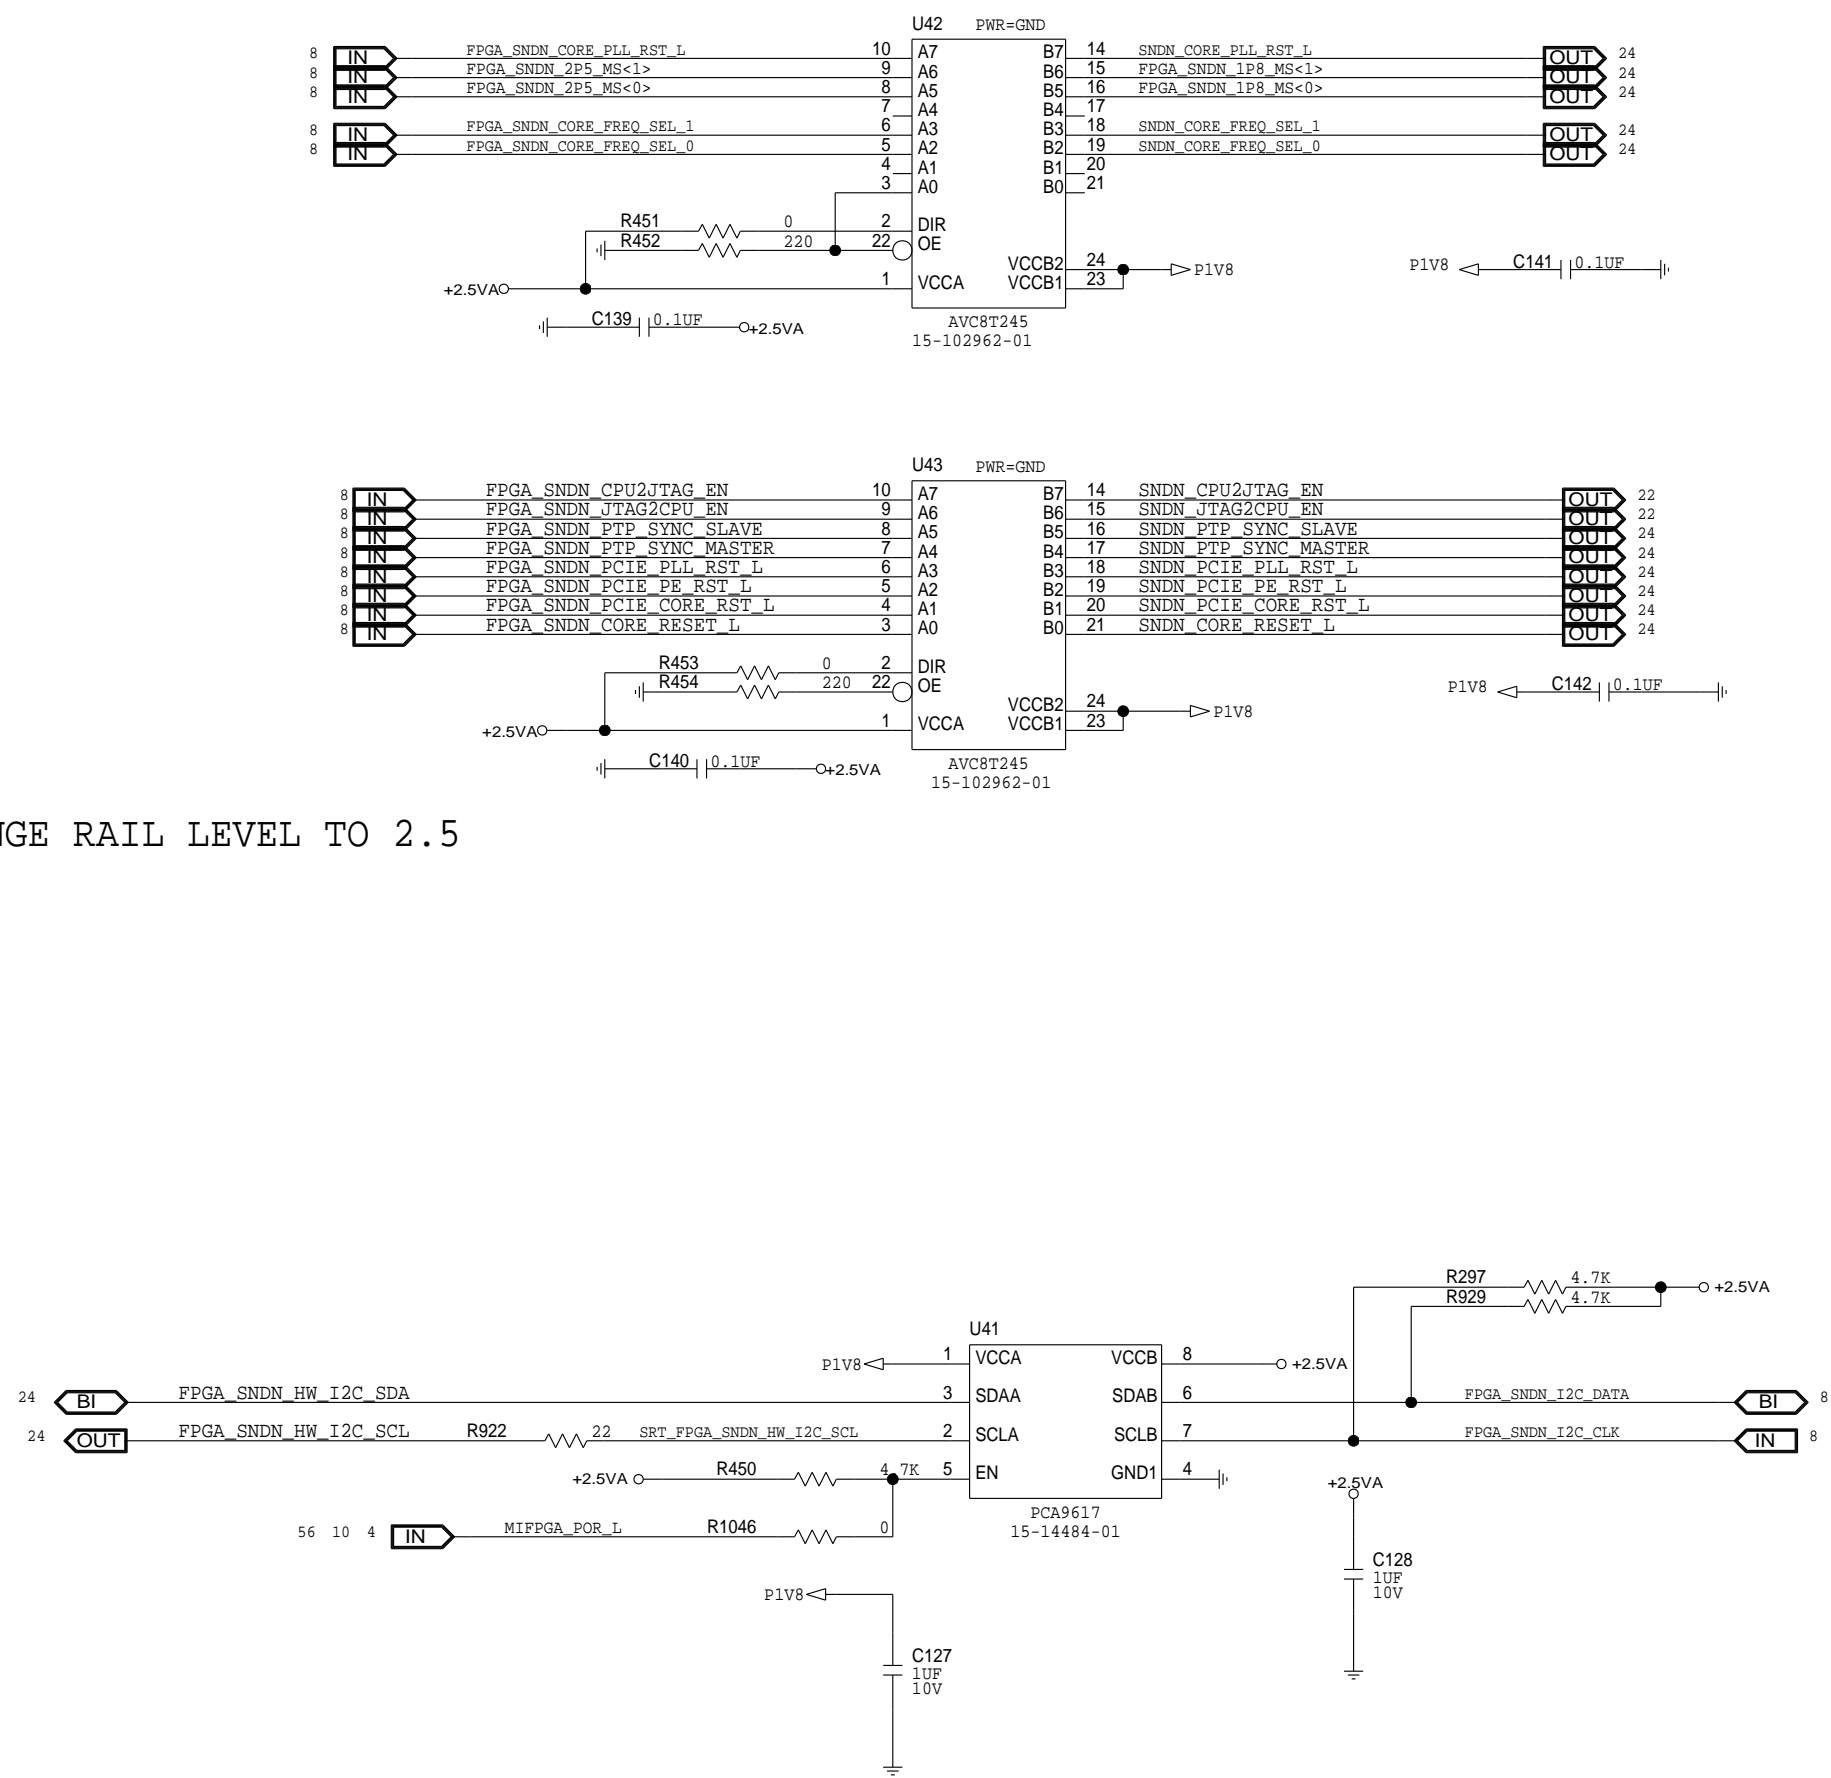 U42 PWR=GND
8 IN FPGA_SNDN_CORE_PLL_RST_L 10 A7 B7 14 SNDN_CORE_PLL_RST_L OUT 24
8 IN FPGA_SNDN_2P5_MS<1> 9 A6 B6 15 FPGA_SNDN_1P8_MS<1> OUT 24
8 IN FPGA_SNDN_2P5_MS<0> 8 A5 B5 16 FPGA_SNDN_1P8_MS<0> OUT 24
7 A4 B4 17
8 IN FPGA_SNDN_CORE_FREQ_SEL_1 6 A3 B3 18 SNDN_CORE_FREQ_SEL_1 OUT 24
8 IN FPGA_SNDN_CORE_FREQ_SEL_0 5 A2 B2 19 SNDN_CORE_FREQ_SEL_0 OUT 24
4 A1 B1 20
3 A0 B0 21
R451 0 2 DIR
R452 220 22 OE
VCCB2 24 P1V8 P1V8 C141 0.1UF
+2.5VA 1 VCCA VCCB1 23
C139 0.1UF +2.5VA AVC8T245
15-102962-01
U43 PWR=GND
8 IN FPGA_SNDN_CPU2JTAG_EN 10 A7 B7 14 SNDN_CPU2JTAG_EN OUT 22
8 IN FPGA_SNDN_JTAG2CPU_EN 9 A6 B6 15 SNDN_JTAG2CPU_EN OUT 22
8 IN FPGA_SNDN_PTP_SYNC_SLAVE 8 A5 B5 16 SNDN_PTP_SYNC_SLAVE OUT 24
8 IN FPGA_SNDN_PTP_SYNC_MASTER 7 A4 B4 17 SNDN_PTP_SYNC_MASTER OUT 24
8 IN FPGA_SNDN_PCIE_PLL_RST_L 6 A3 B3 18 SNDN_PCIE_PLL_RST_L OUT 24
8 IN FPGA_SNDN_PCIE_PE_RST_L 5 A2 B2 19 SNDN_PCIE_PE_RST_L OUT 24
8 IN FPGA_SNDN_PCIE_CORE_RST_L 4 A1 B1 20 SNDN_PCIE_CORE_RST_L OUT 24
8 IN FPGA_SNDN_CORE_RESET_L 3 A0 B0 21 SNDN_CORE_RESET_L OUT 24
R453 0 2 DIR
R454 220 22 OE P1V8 C142 0.1UF
VCCB2 24 P1V8
+2.5VA 1 VCCA VCCB1 23
C140 0.1UF +2.5VA AVC8T245
15-102962-01
NGE RAIL LEVEL TO 2.5
R297 4.7K +2.5VA
R929 4.7K
U41
P1V8 1 VCCA VCCB 8 +2.5VA
24 BI FPGA_SNDN_HW_I2C_SDA 3 SDAA SDAB 6 FPGA_SNDN_I2C_DATA BI 8
24 OUT FPGA_SNDN_HW_I2C_SCL R922 22 SRT_FPGA_SNDN_HW_I2C_SCL 2 SCLA SCLB 7 FPGA_SNDN_I2C_CLK IN 8
+2.5VA R450 4.7K 5 EN GND1 4
+2.5VA
PCA9617
56 10 4 IN MIFPGA_POR_L R1046 0 15-14484-01
C128
1UF
10V
P1V8
C127
1UF
10V